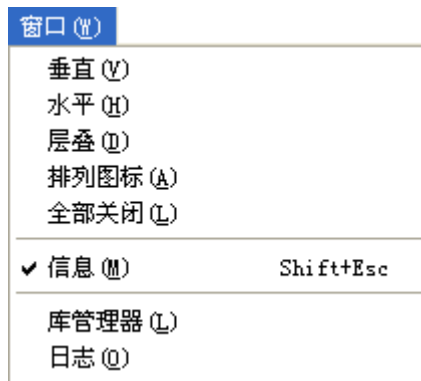 窗口(W)
垂直(V)
水平(H)
层叠(D)
排列图标(A)
全部关闭(L)
✔ 信息(M) Shift+Esc
库管理器(L)
日志(O)